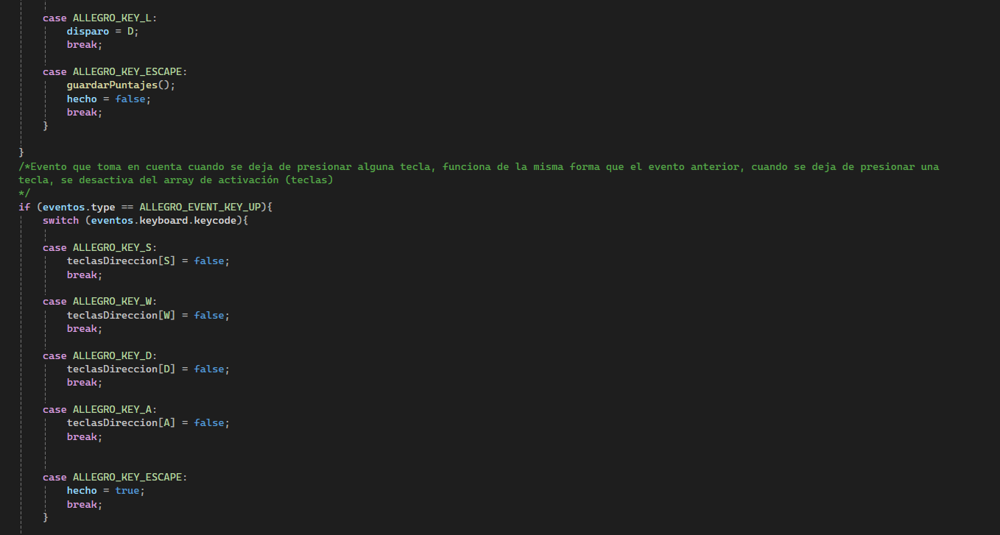 case ALLEGRO_KEY_L:
disparo = D;
break;
case ALLEGRO_KEY_ESCAPE:
guardarPuntajes();
hecho = false;
break;
}
}
/*Evento que toma en cuenta cuando se deja de presionar alguna tecla, funciona de la misma forma que el evento anterior, cuando se deja de presionar una
tecla, se desactiva del array de activación (teclas)
*/
if (eventos.type == ALLEGRO_EVENT_KEY_UP){
switch (eventos.keyboard.keycode){
case ALLEGRO_KEY_S:
teclasDireccion[S] = false;
break;
case ALLEGRO_KEY_W:
teclasDireccion[W] = false;
break;
case ALLEGRO_KEY_D:
teclasDireccion[D] = false;
break;
case ALLEGRO_KEY_A:
teclasDireccion[A] = false;
break;
case ALLEGRO_KEY_ESCAPE:
hecho = true;
break;
}